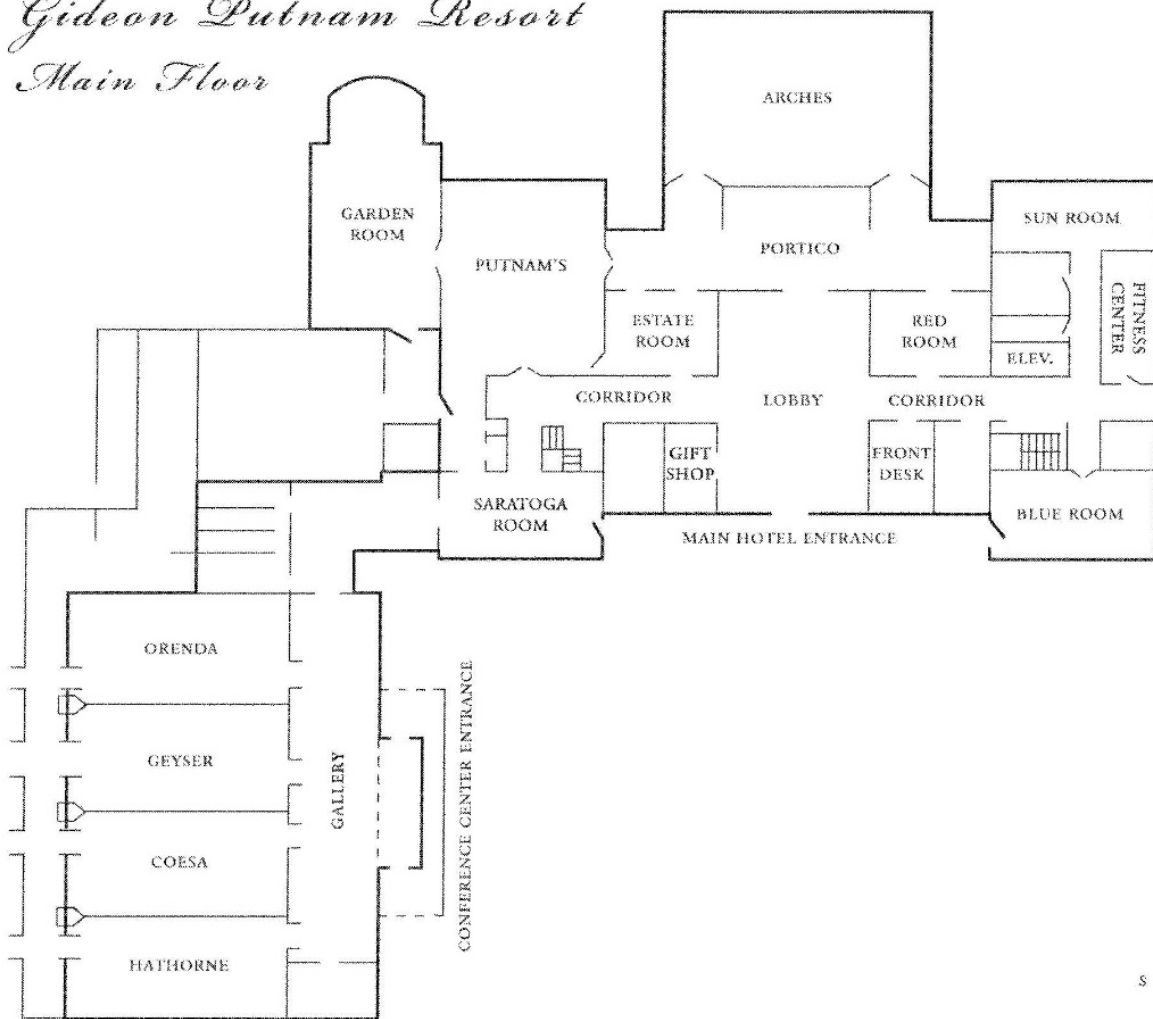 Gideon Putnam Resort
Main Floor
ARCHES
GARDEN
ROOM
SUN ROOM
PUTNAM'S
PORTICO
FITNESS
CENTER
ESTATE
ROOM
RED
ROOM
ELEV.
CORRIDOR
LOBBY
CORRIDOR
GIFT
SHOP
FRONT
DESK
SARATOGA
ROOM
BLUE ROOM
MAIN HOTEL ENTRANCE
ORENDA
GEYSER
GALLERY
CONFERENCE CENTER ENTRANCE
COESA
HATHORNE
S